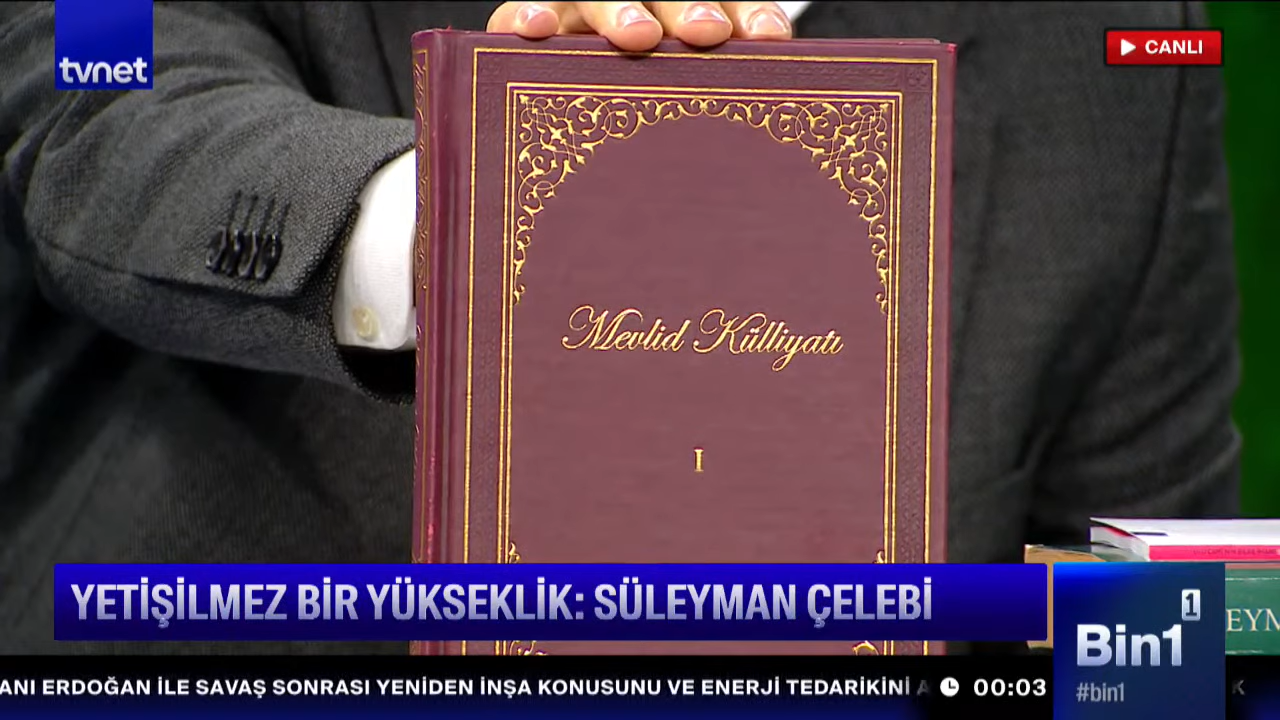 tvnet
CANLI
Mevlid Külliyatı
I
YETİŞİLMEZ BİR YÜKSEKLİK: SÜLEYMAN ÇELEBİ
Bin1
1
#bin1
EYM
ANI ERDOĞAN İLE SAVAŞ SONRASI YENİDEN İNŞA KONUSUNU VE ENERJİ TEDARİKİNİ
00:03